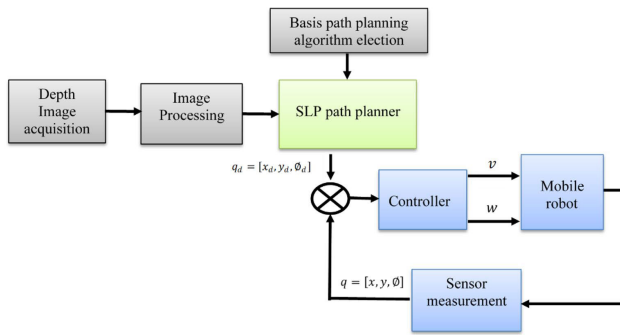 Basis path planning
algorithm election
Depth
Image
acquisition
Image
Processing
SLP path planner
q_d = [x_d, y_d, ∅_d]
v
Controller
w
Mobile
robot
q = [x, y, ∅]
Sensor
measurement